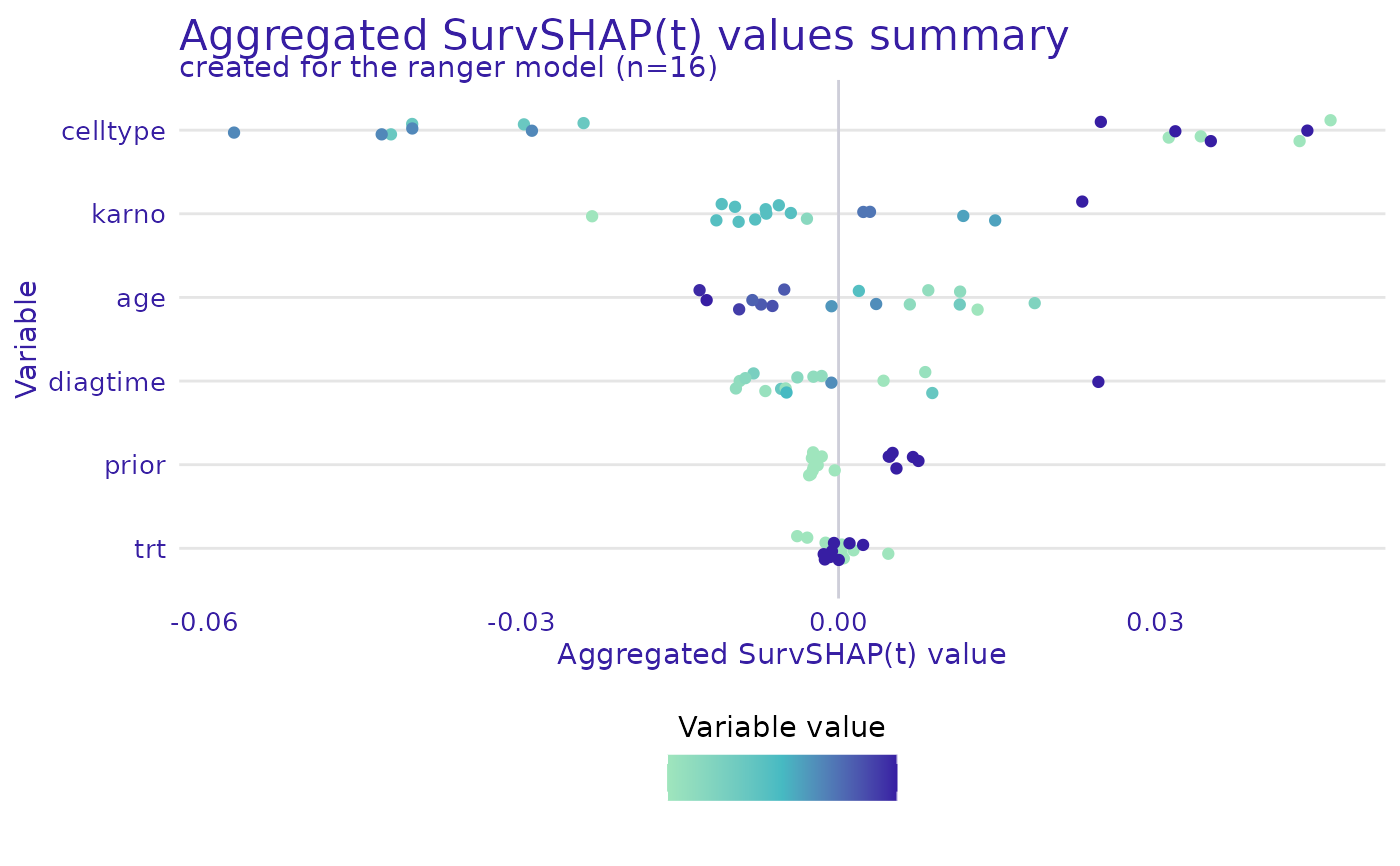 Aggregated SurvSHAP(t) values summary
created for the ranger model (n=16)
celltype
karno
age
diagtime
prior
trt
Variable
-0.06
-0.03
0.00
0.03
Aggregated SurvSHAP(t) value
Variable value